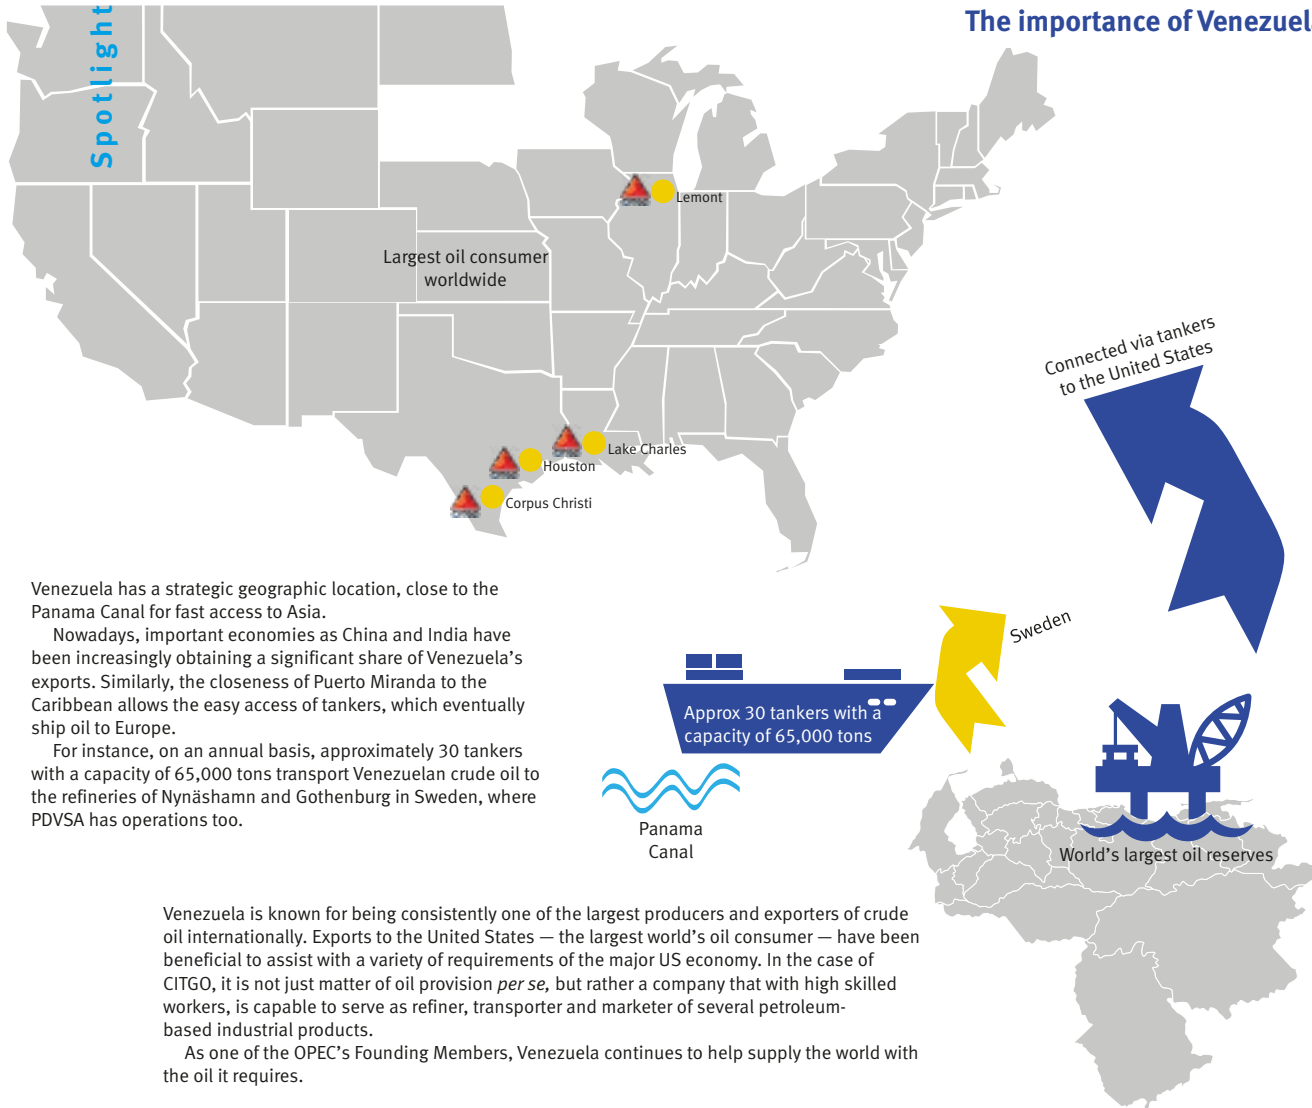 The importance of Venezuel
Spotlight
Lemont
Largest oil consumer
worldwide
Connected via tankers
to the United States
Lake Charles
Houston
Corpus Christi
Venezuela has a strategic geographic location, close to the
Panama Canal for fast access to Asia.
Nowadays, important economies as China and India have
been increasingly obtaining a significant share of Venezuela’s
exports. Similarly, the closeness of Puerto Miranda to the
Caribbean allows the easy access of tankers, which eventually
ship oil to Europe.
For instance, on an annual basis, approximately 30 tankers
with a capacity of 65,000 tons transport Venezuelan crude oil to
the refineries of Nynäshamn and Gothenburg in Sweden, where
PDVSA has operations too.
Sweden
Approx 30 tankers with a
capacity of 65,000 tons
Panama
Canal
World’s largest oil reserves
Venezuela is known for being consistently one of the largest producers and exporters of crude
oil internationally. Exports to the United States — the largest world’s oil consumer — have been
beneficial to assist with a variety of requirements of the major US economy. In the case of
CITGO, it is not just matter of oil provision per se, but rather a company that with high skilled
workers, is capable to serve as refiner, transporter and marketer of several petroleum-
based industrial products.
As one of the OPEC’s Founding Members, Venezuela continues to help supply the world with
the oil it requires.